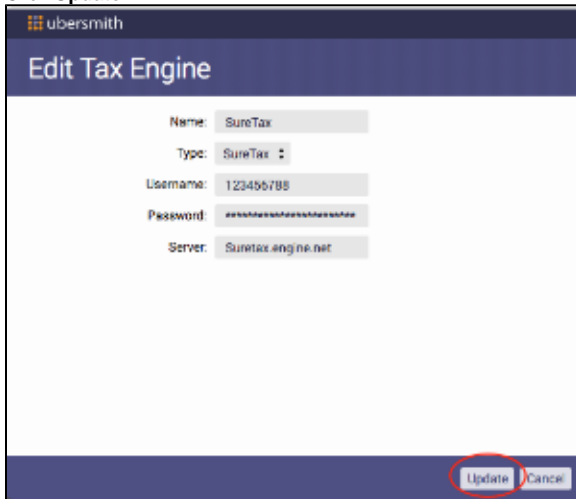 ubersmith
Edit Tax Engine
Name: SureTax
Type: SureTax
Username: 123456788
Password: ************************
Server: Suretax.engine.net
Update Cancel